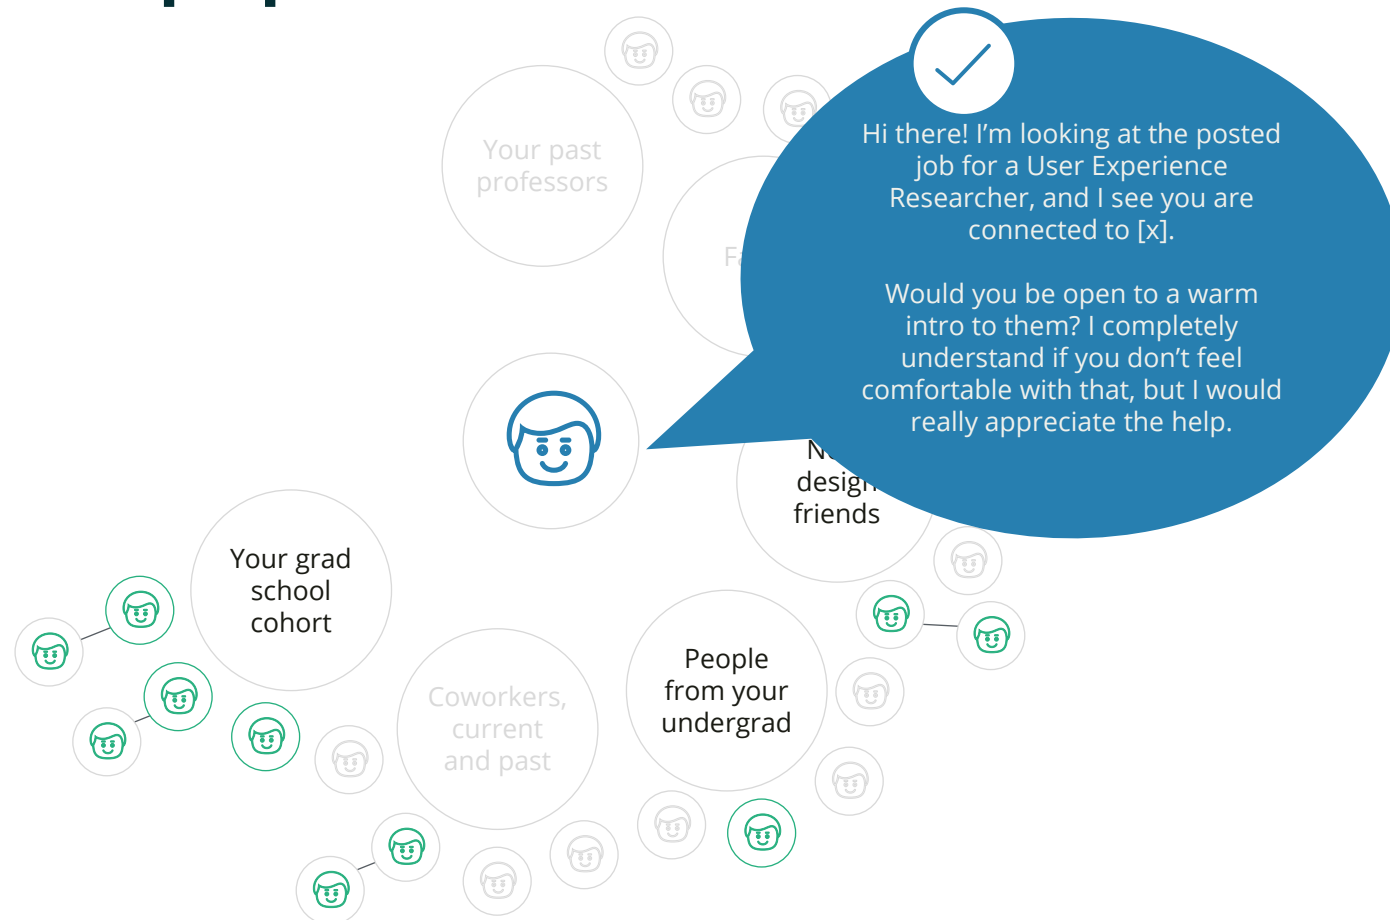 Your past
professors
Hi there! I'm looking at the posted
job for a User Experience
Researcher, and I see you are
connected to [x].
Would you be open to a warm
intro to them? I completely
understand if you don't feel
comfortable with that, but I would
really appreciate the help.
design
friends
Your grad
school
cohort
People
from your
undergrad
Coworkers,
current
and past